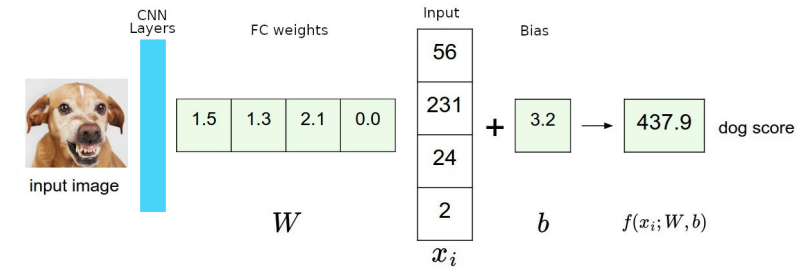 CNN
Layers
FC weights
Input
Bias
56
231
24
2
1.5 1.3 2.1 0.0
+
3.2
437.9
dog score
input image
W
x_i
b
f(x_i; W, b)